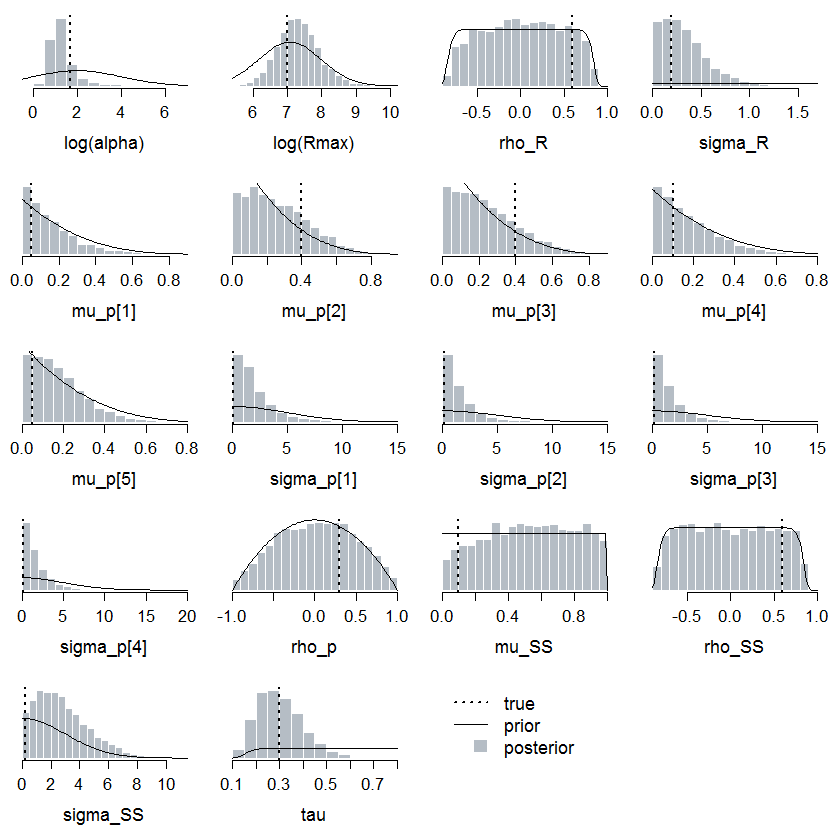 0 2 4 6
log(alpha)
6 7 8 9 10
log(Rmax)
-0.5 0.0 0.5 1.0
rho_R
0.0 0.5 1.0 1.5
sigma_R
0.0 0.2 0.4 0.6 0.8
mu_p[1]
0.0 0.4 0.8
mu_p[2]
0.0 0.2 0.4 0.6 0.8
mu_p[3]
0.0 0.2 0.4 0.6 0.8
mu_p[4]
0.0 0.2 0.4 0.6 0.8
mu_p[5]
0 5 10 15
sigma_p[1]
0 5 10 15
sigma_p[2]
0 5 10 15
sigma_p[3]
0 5 10 15 20
sigma_p[4]
-1.0 0.0 1.0
rho_p
0.0 0.4 0.8
mu_SS
-0.5 0.0 0.5 1.0
rho_SS
0 2 4 6 8 10
sigma_SS
0.1 0.3 0.5 0.7
tau
true
prior
posterior